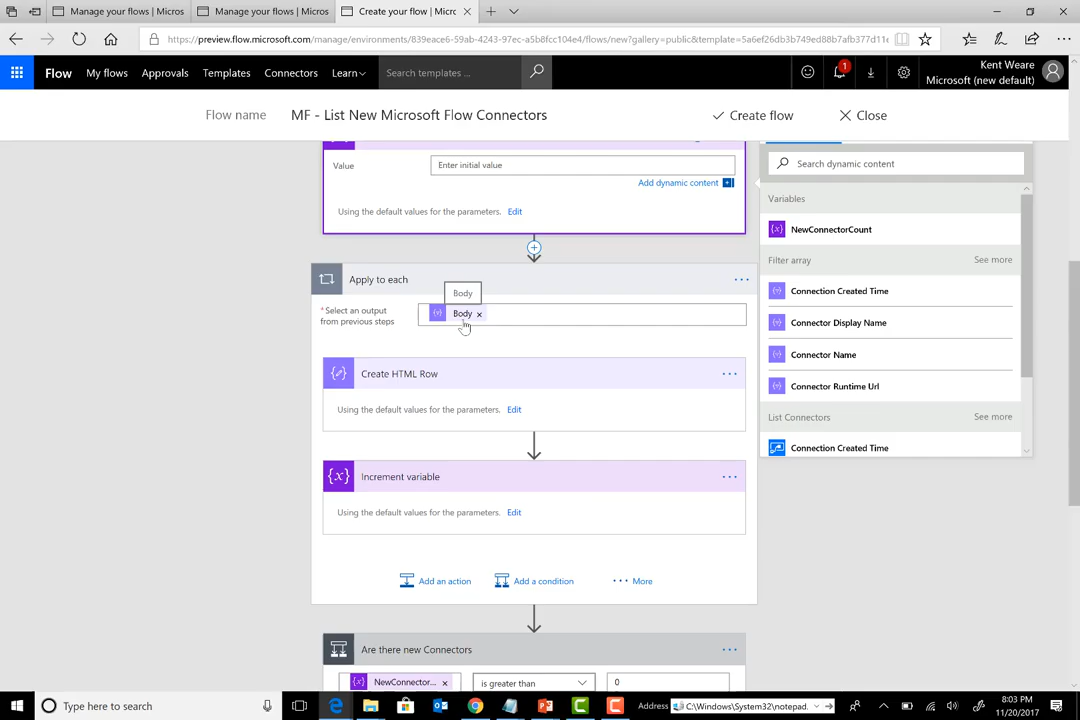 Manage your flows | Micros
Manage your flows | Micros
Create your flow | Micrc
https://preview.flow.microsoft.com/manage/environments/839eace6-59ab-4243-97ec-a5b8fcc104e4/flows/new?gallery=public&template=5a6ef26db3b749ed88b7afb377d11e
Flow
My flows
Approvals
Templates
Connectors
Learn
Search templates ...
1
Kent Weare
Microsoft (new default)
Flow name
MF - List New Microsoft Flow Connectors
Create flow
Close
Value
Enter initial value
Add dynamic content
Using the default values for the parameters. Edit
Search dynamic content
Variables
NewConnectorCount
Filter array
See more
Connection Created Time
Connector Display Name
Connector Name
Connector Runtime Url
List Connectors
See more
Connection Created Time
Apply to each
Body
* Select an output
from previous steps
Body
Create HTML Row
Using the default values for the parameters. Edit
{x}
Increment variable
Using the default values for the parameters. Edit
Add an action
Add a condition
More
Are there new Connectors
NewConnector...
is greater than
0
Type here to search
Address
C:\Windows\System32\notepad.
8:03 PM
11/20/2017